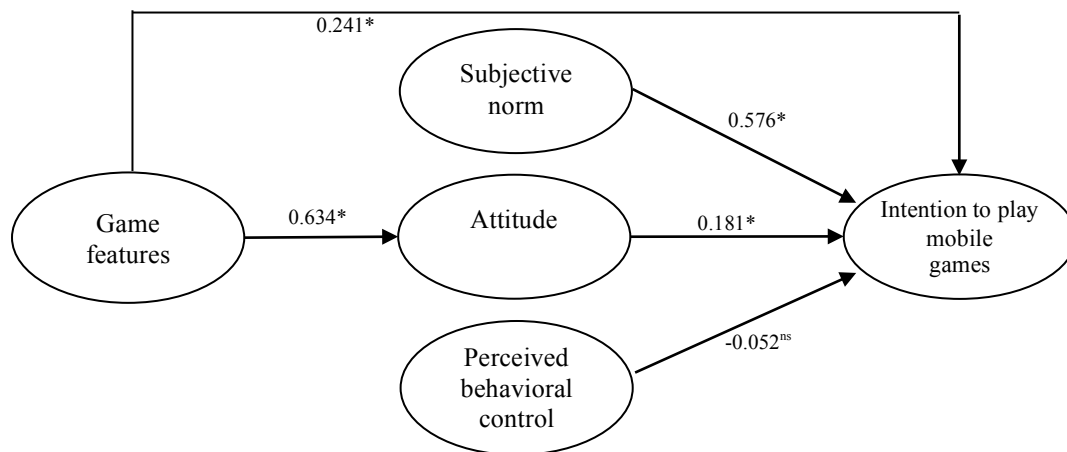 0.241*
Subjective
norm
0.576*
Game
features
0.634*
Attitude
0.181*
Intention to play
mobile
games
-0.052ns
Perceived
behavioral
control